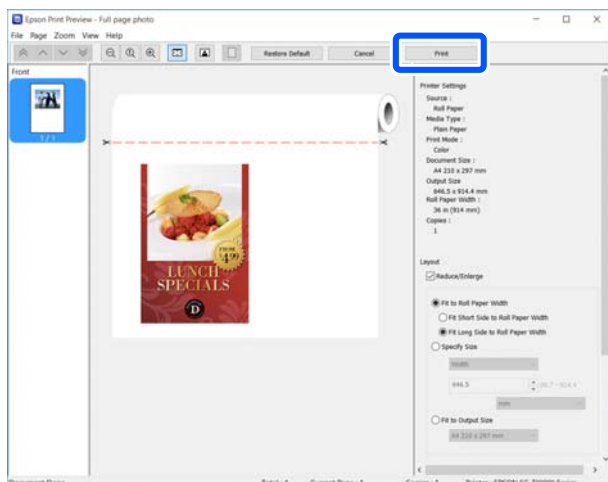 Epson Print Preview - Full page photo
File Page Zoom View Help
Restore Default Cancel Print
Front
1 / 1
FROM
$4.99
LUNCH
SPECIALS
D
Printer Settings
Source :
Roll Paper
Media Type :
Plain Paper
Print Mode :
Color
Document Size :
A4 210 x 297 mm
Output Size
646.5 x 914.4 mm
Roll Paper Width :
36 in (914 mm)
Copies :
1
Layout
Reduce/Enlarge
Fit to Roll Paper Width
Fit Short Side to Roll Paper Width
Fit Long Side to Roll Paper Width
Specify Size
Width
646.5 89.7 - 914.4
mm
Fit to Output Size
A4 210 x 297 mm